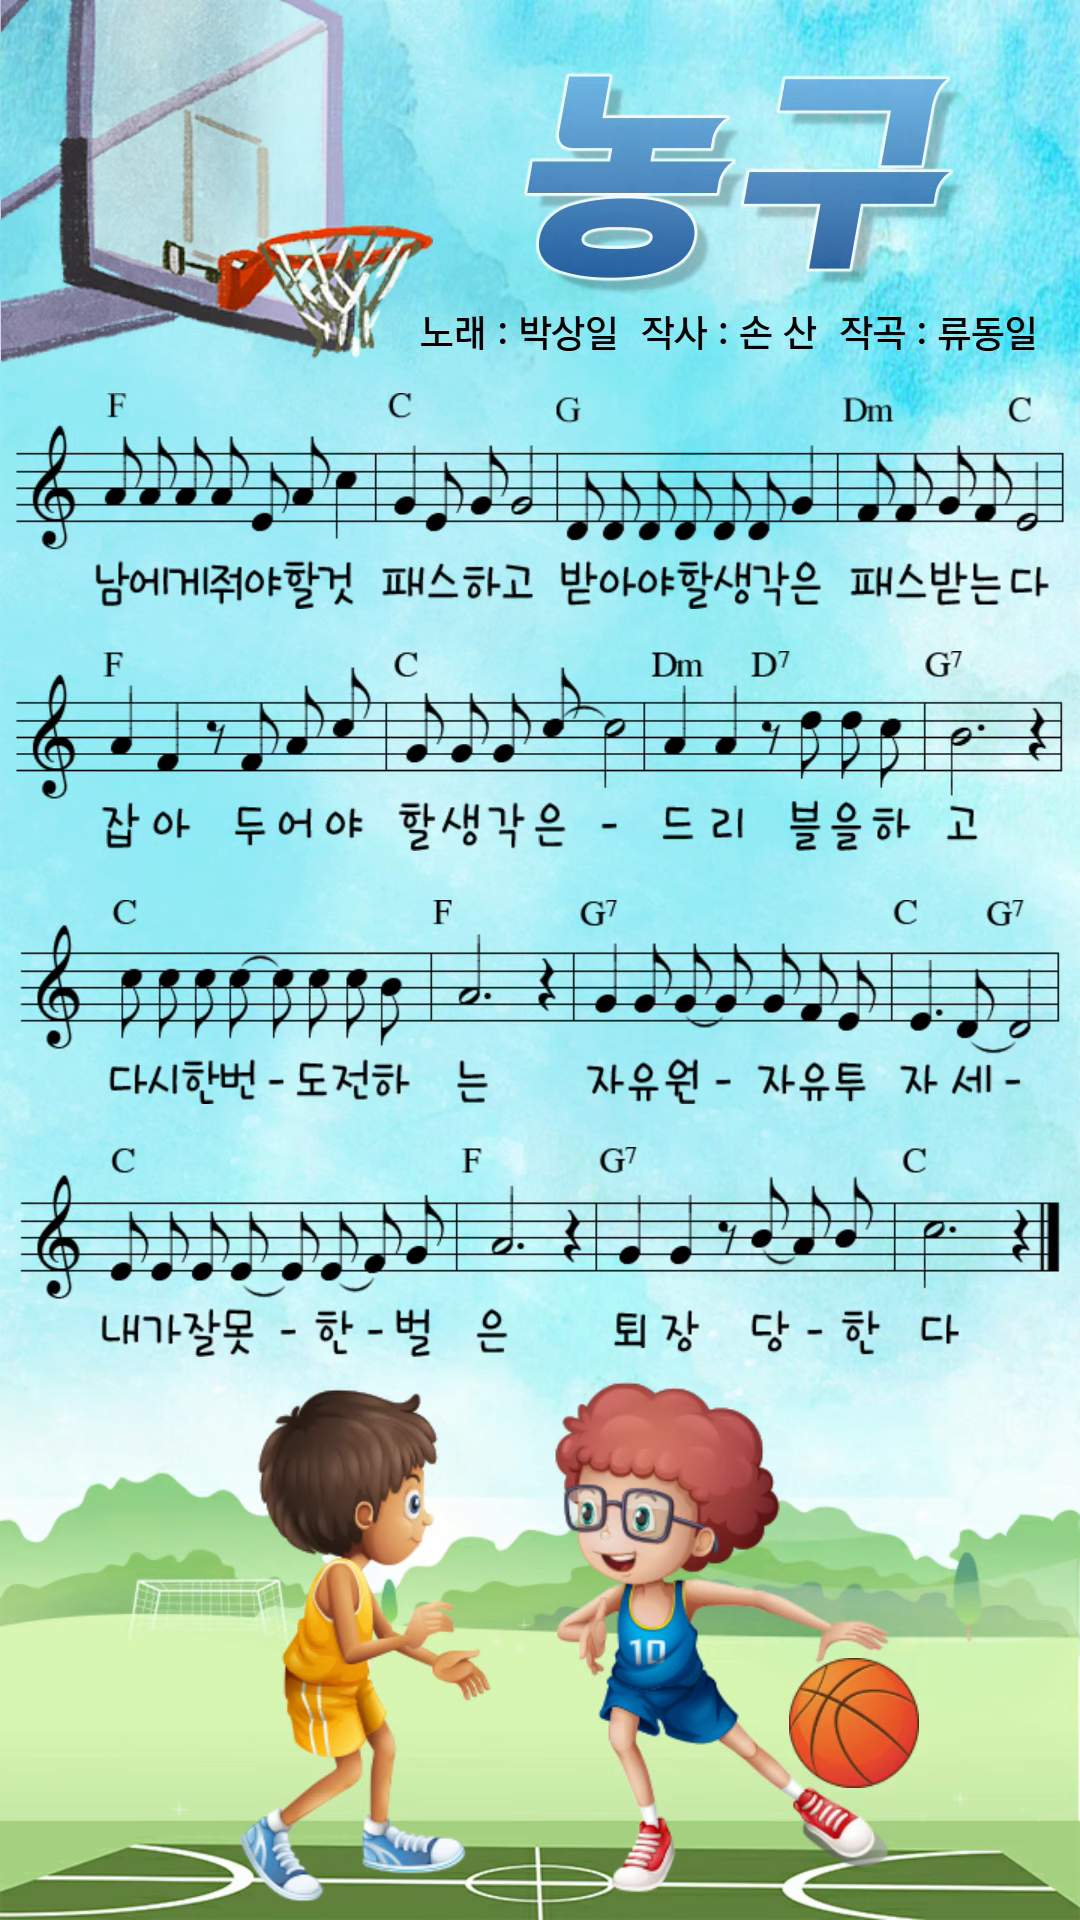 농구
노래 : 박상일 작사 : 손 산 작곡 : 류동일
F C G Dm C
남에게줘야할것 패스하고 받아야할생각은 패스받는다
F C Dm D7 G7
잡아 두어야 할생각은 - 드리 블을하 고
C F G7 C G7
다시한번 - 도전하 는 자유원 - 자유투 자 세 -
C F G7 C
내가잘못 - 한 - 벌 은 퇴장 당 - 한 다
10